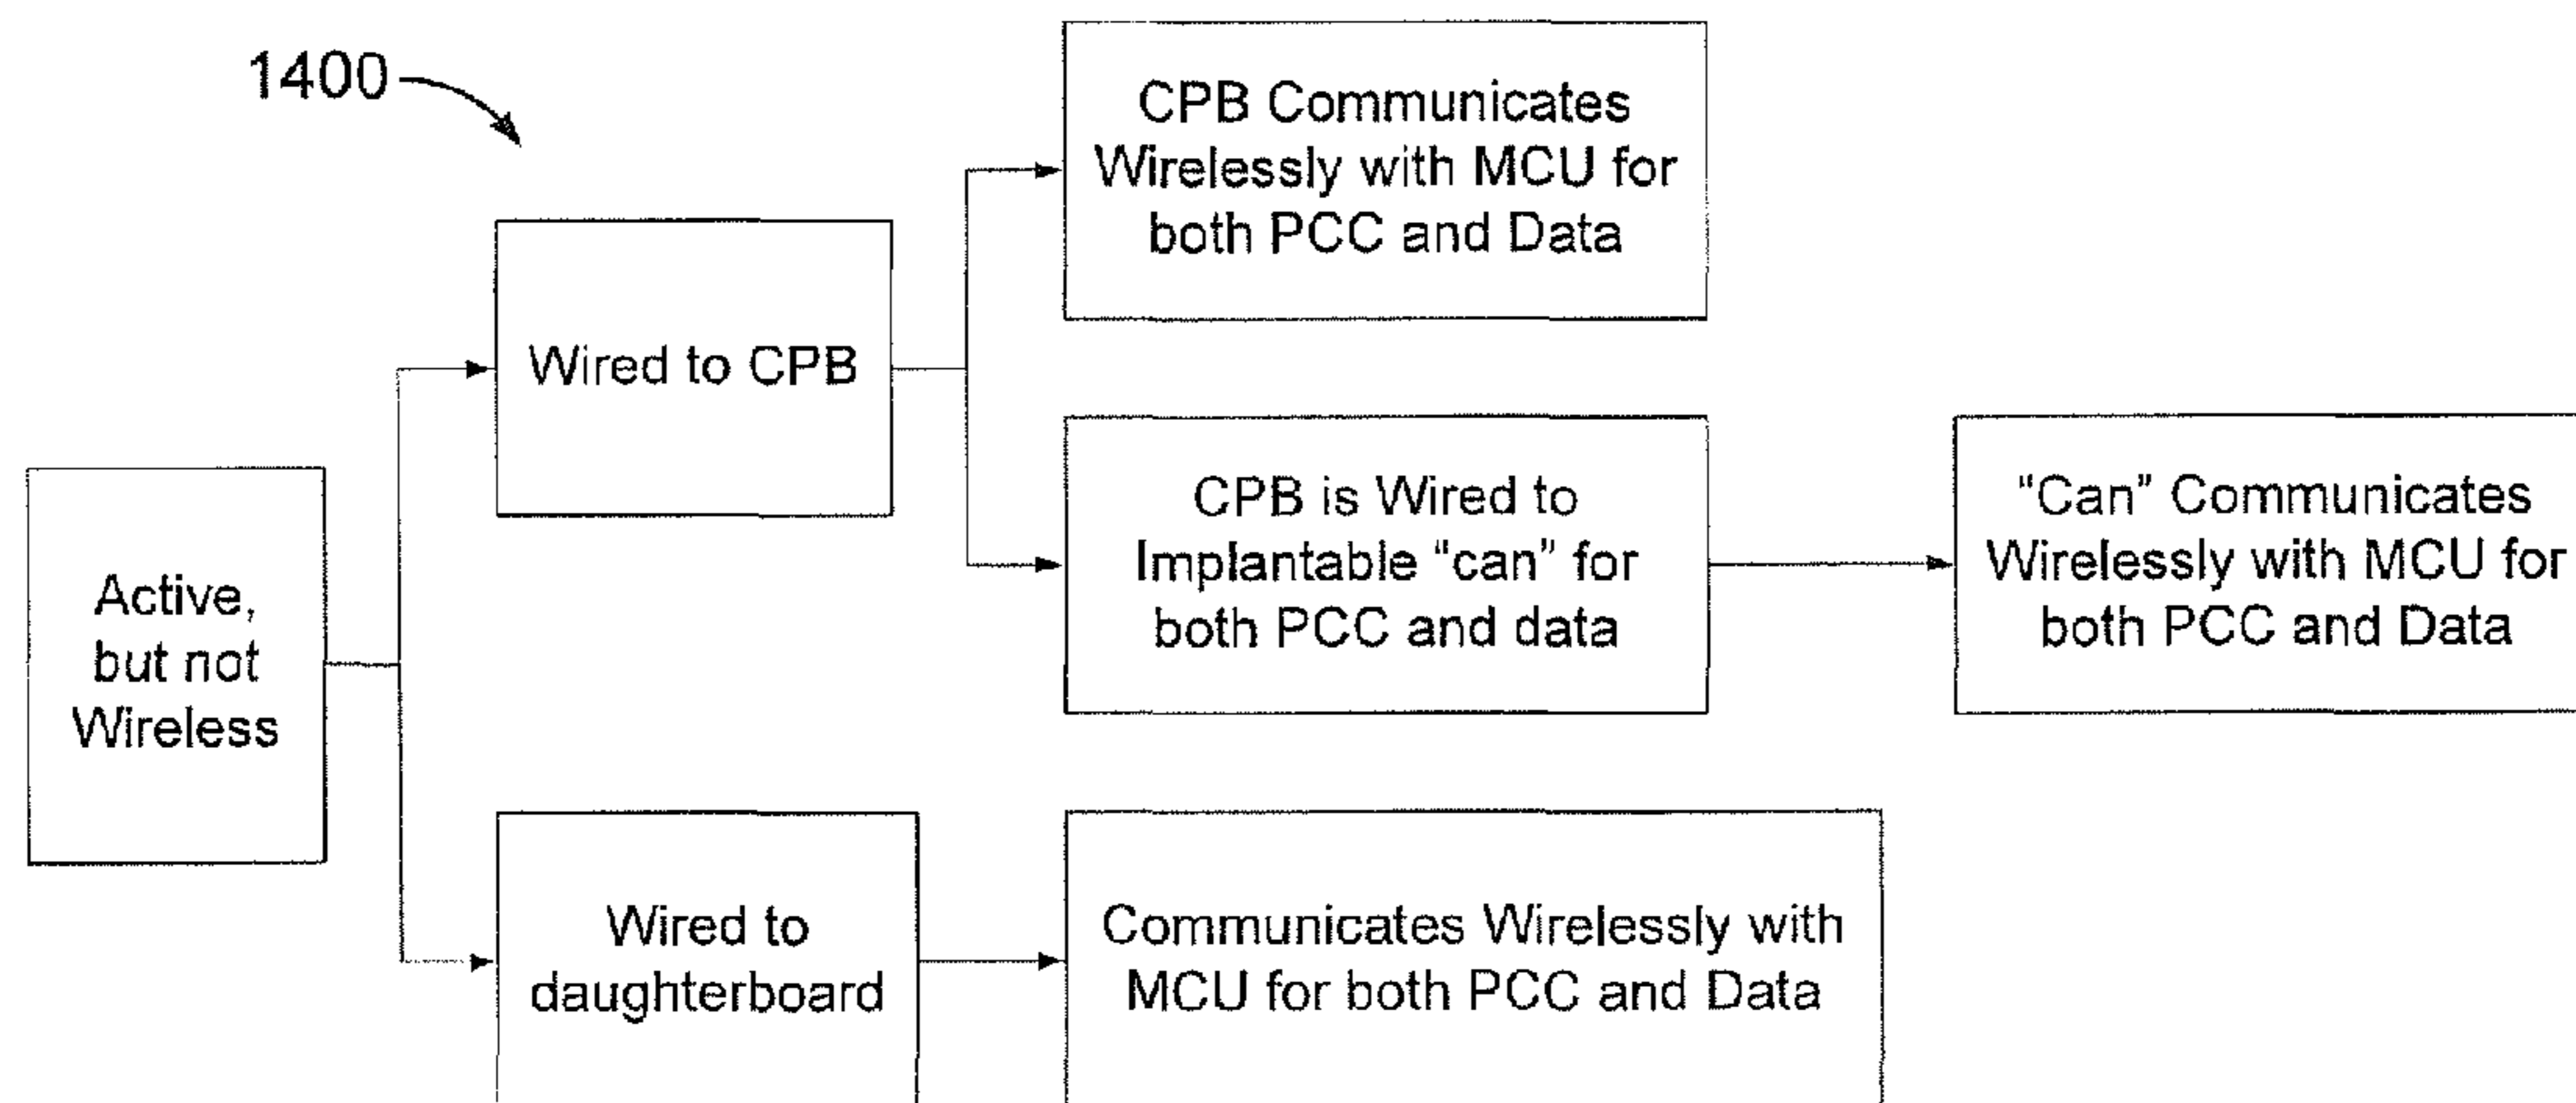 1400
CPB Communicates
Wirelessly with MCU for
both PCC and Data
Wired to CPB
CPB is Wired to
Implantable “can” for
both PCC and data
“Can” Communicates
Wirelessly with MCU for
both PCC and Data
Active,
but not
Wireless
Wired to
daughterboard
Communicates Wirelessly with
MCU for both PCC and Data